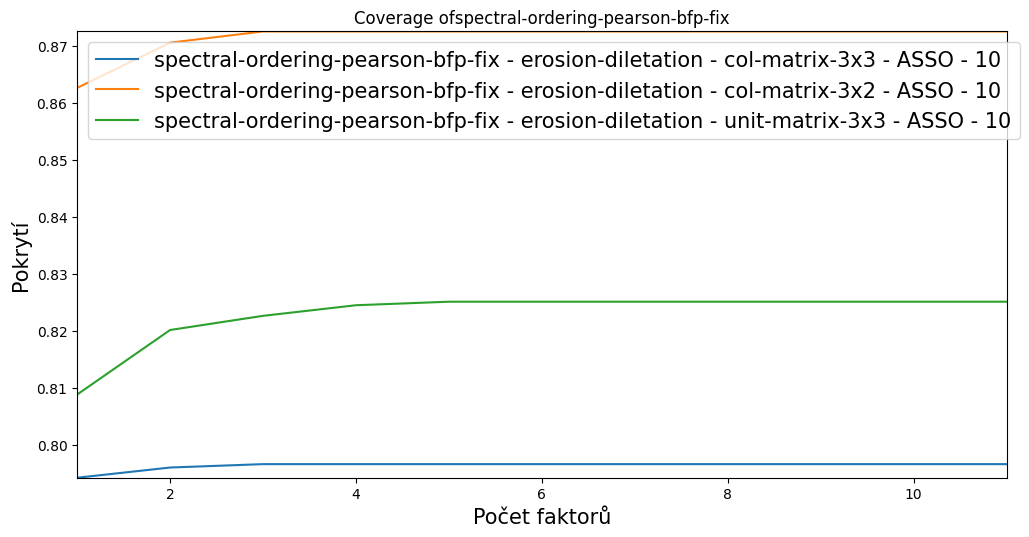 Coverage ofspectral-ordering-pearson-bfp-fix
spectral-ordering-pearson-bfp-fix - erosion-diletation - col-matrix-3x3 - ASSO - 10
spectral-ordering-pearson-bfp-fix - erosion-diletation - col-matrix-3x2 - ASSO - 10
spectral-ordering-pearson-bfp-fix - erosion-diletation - unit-matrix-3x3 - ASSO - 10
Pokrytí
0.87
0.86
0.85
0.84
0.83
0.82
0.81
0.80
2
4
6
8
10
Počet faktorů